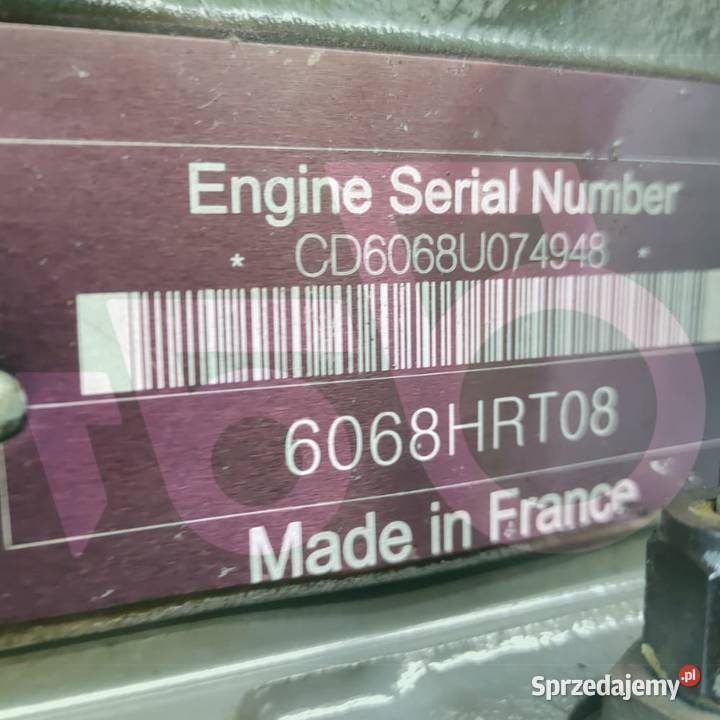 Engine Serial Number
* CD6068U074948 *
6068HRT08
Made in France
Sprzedajemy.pl